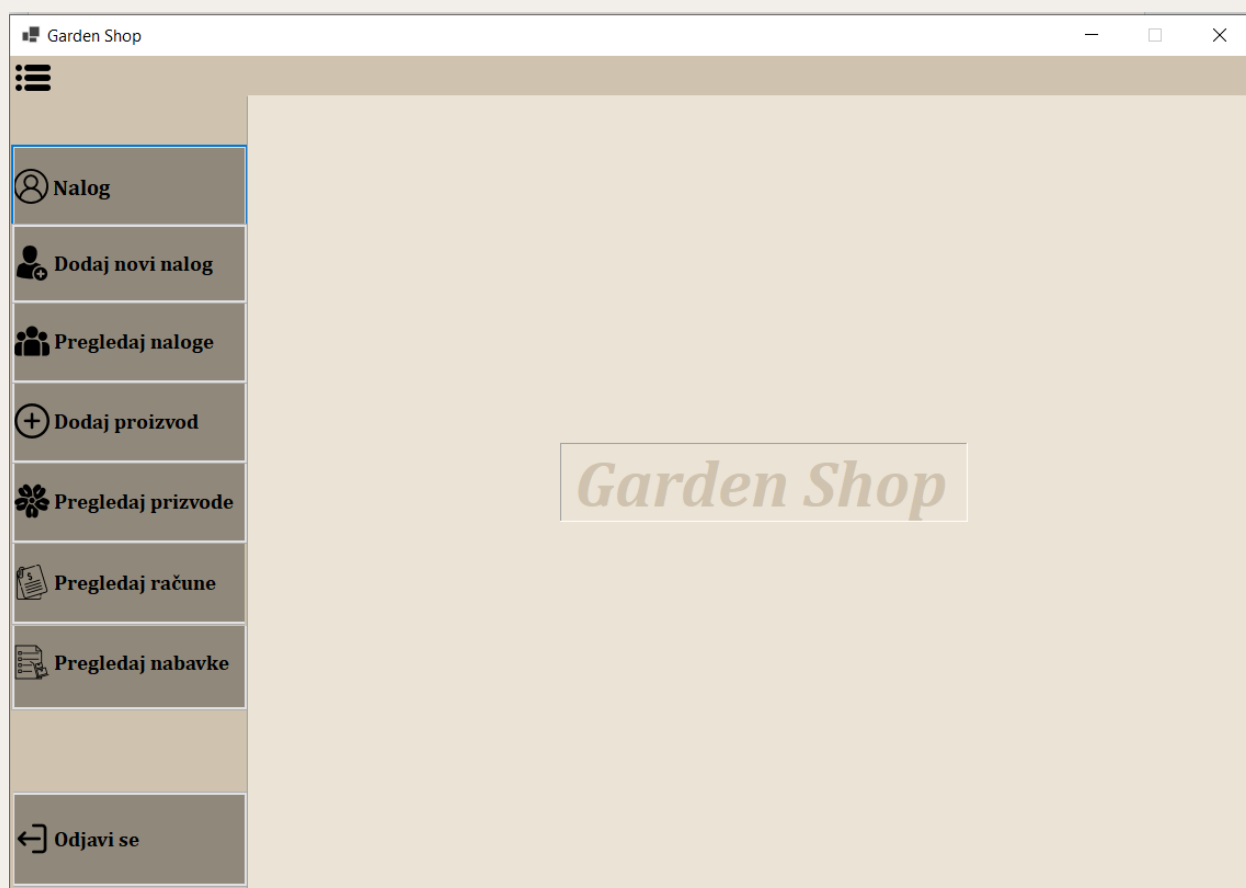 Garden Shop
Nalog
Dodaj novi nalog
Pregledaj naloge
Dodaj proizvod
Pregledaj prizvode
Pregledaj račune
Pregledaj nabavke
Odjavi se
Garden Shop